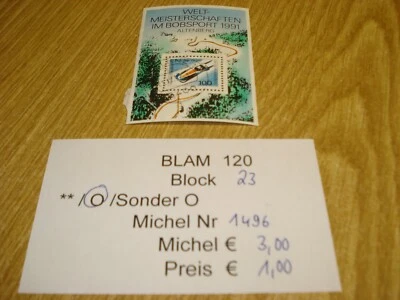 WELT-
MEISTERSCHAFTEN
IM BOBSPORT 1991
ALTENBERG
100
BLAM 120
Block 23
** / O /Sonder O
Michel Nr 1496
Michel € 3,00
Preis € 1,00